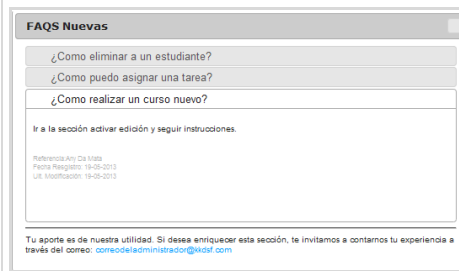 FAQS Nuevas
¿Como eliminar a un estudiante?
¿Como puedo asignar una tarea?
¿Como realizar un curso nuevo?
Ir a la sección activar edición y seguir instrucciones.
Referencia:Any Da Mata
Fecha Resgistro: 19-05-2013
Ult. Modificación: 19-05-2013
Tu aporte es de nuestra utilidad. Si desea enriquecer esta sección, te invitamos a contarnos tu experiencia a
través del correo: correodeladministrador@kkdsf.com